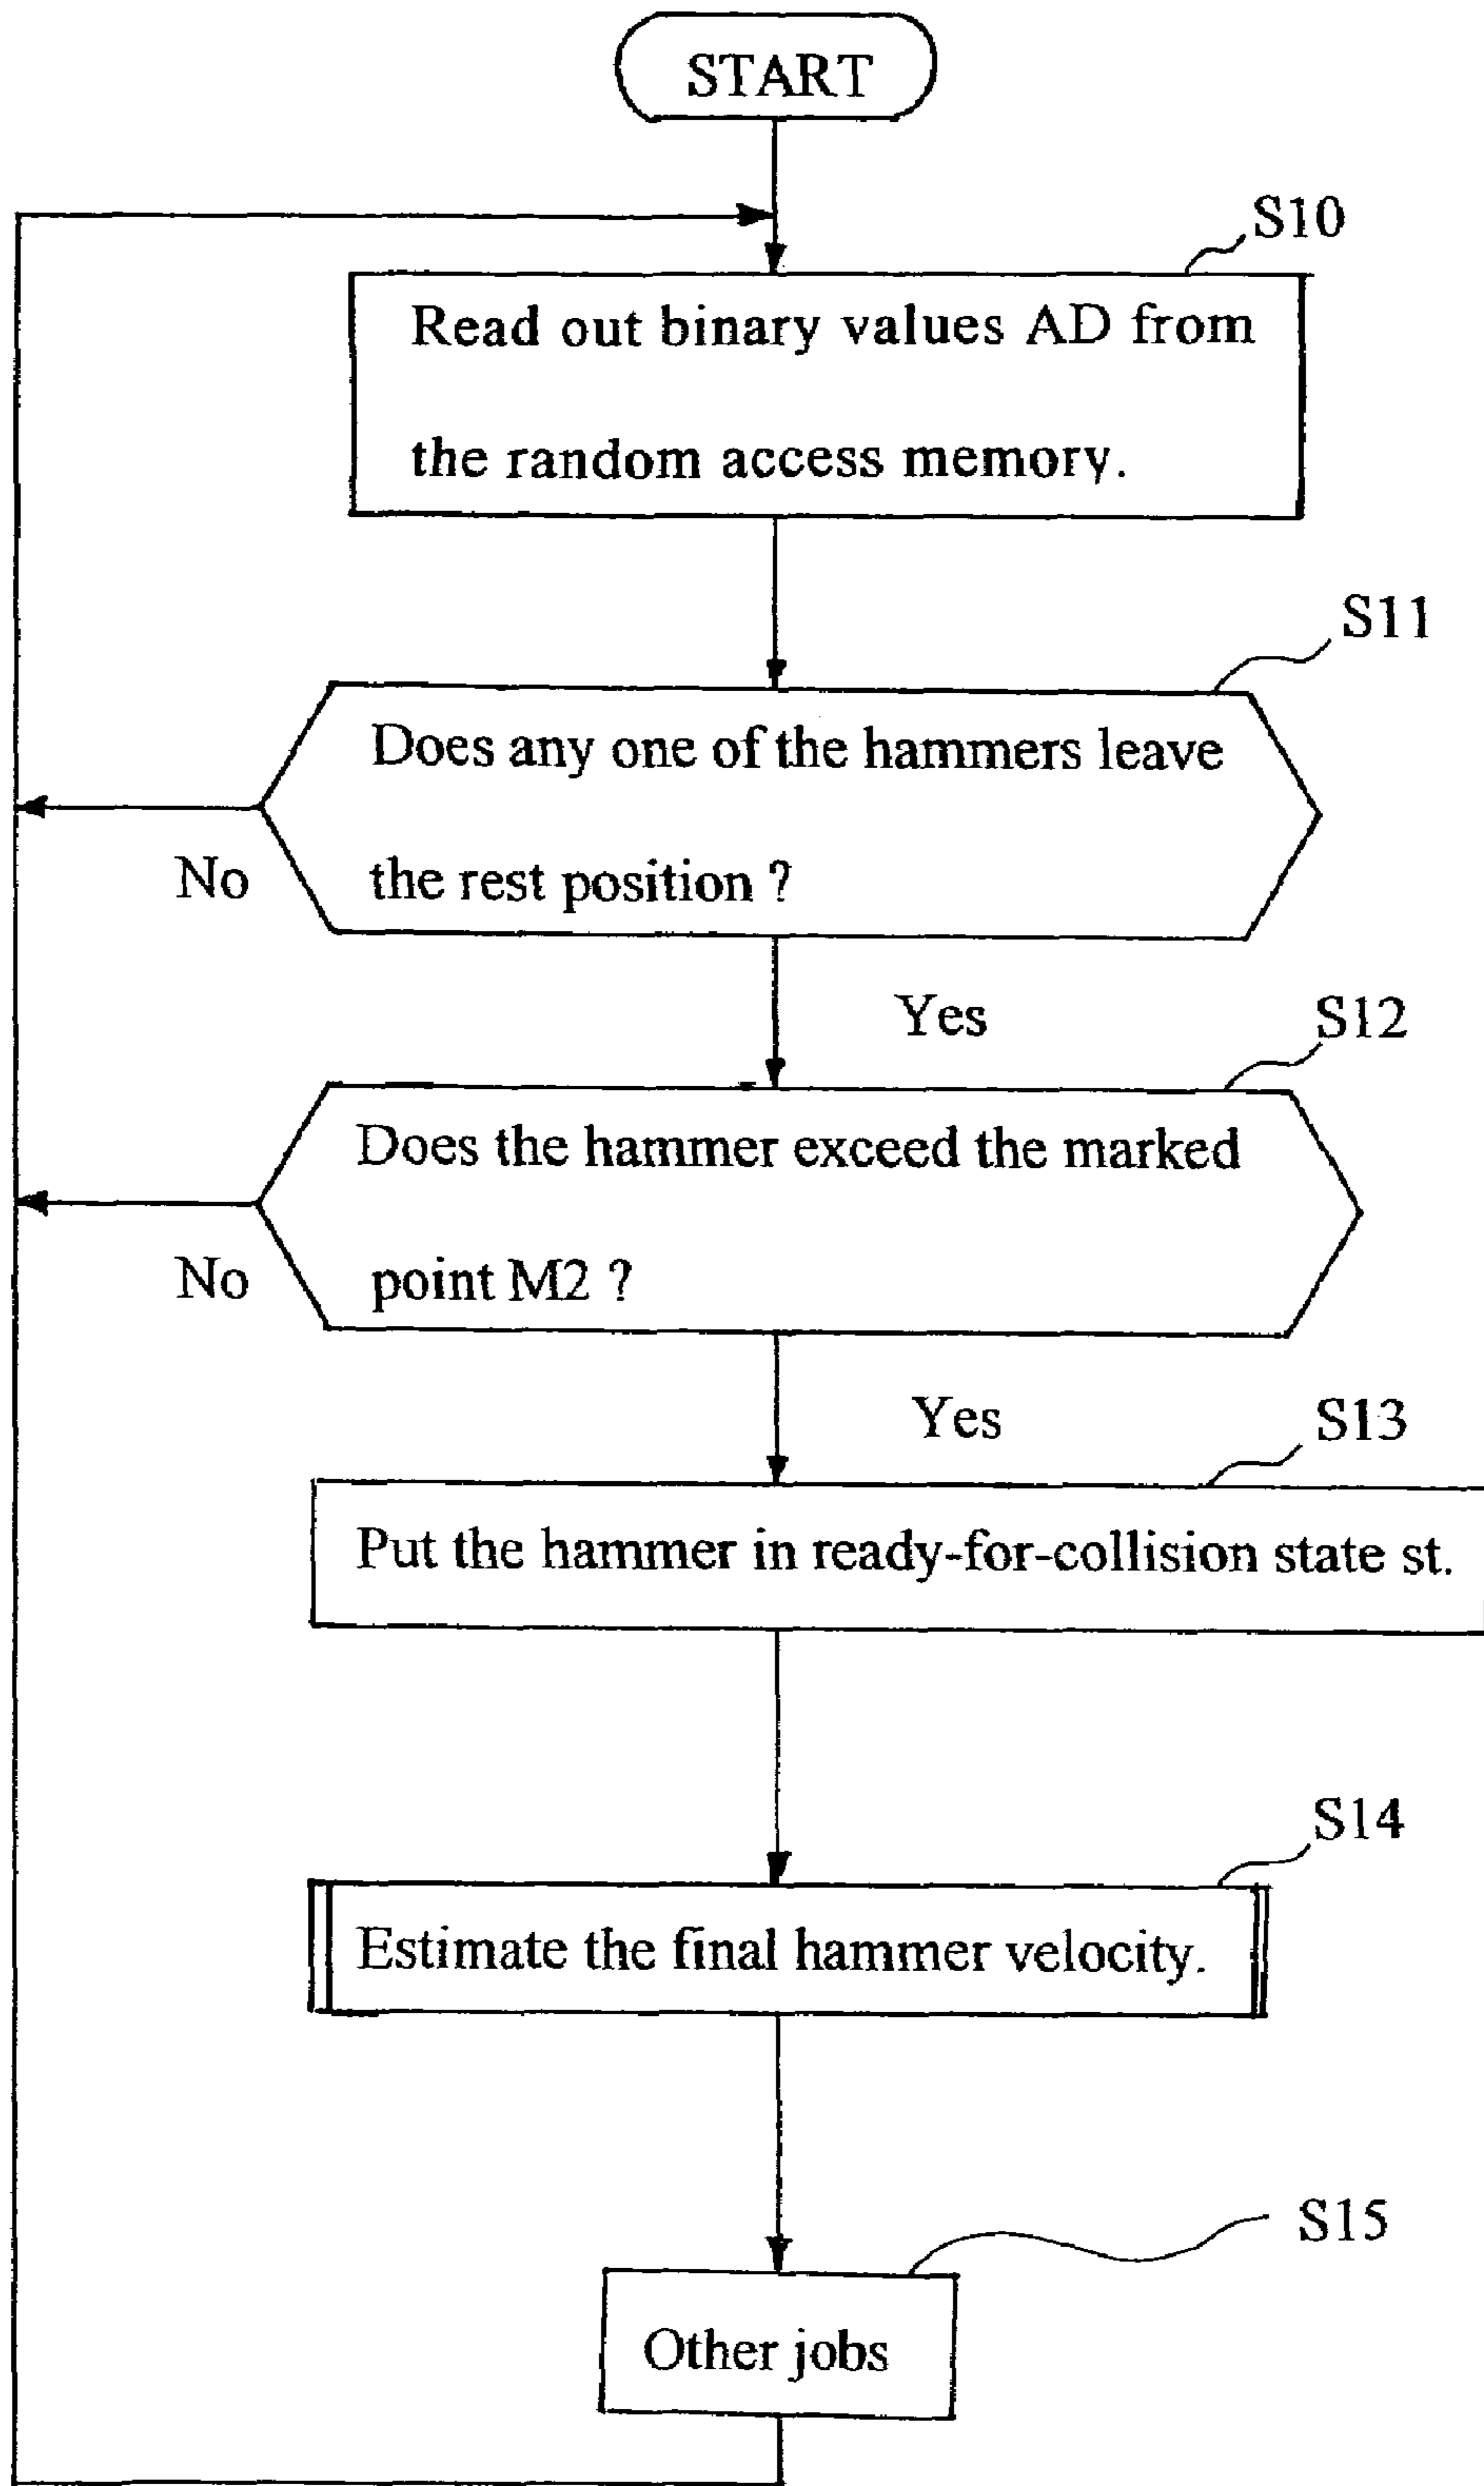 START
S10
Read out binary values AD from
the random access memory.
S11
Does any one of the hammers leave
the rest position ?
No
Yes
S12
Does the hammer exceed the marked
point M2 ?
No
Yes
S13
Put the hammer in ready-for-collision state st.
S14
Estimate the final hammer velocity.
S15
Other jobs